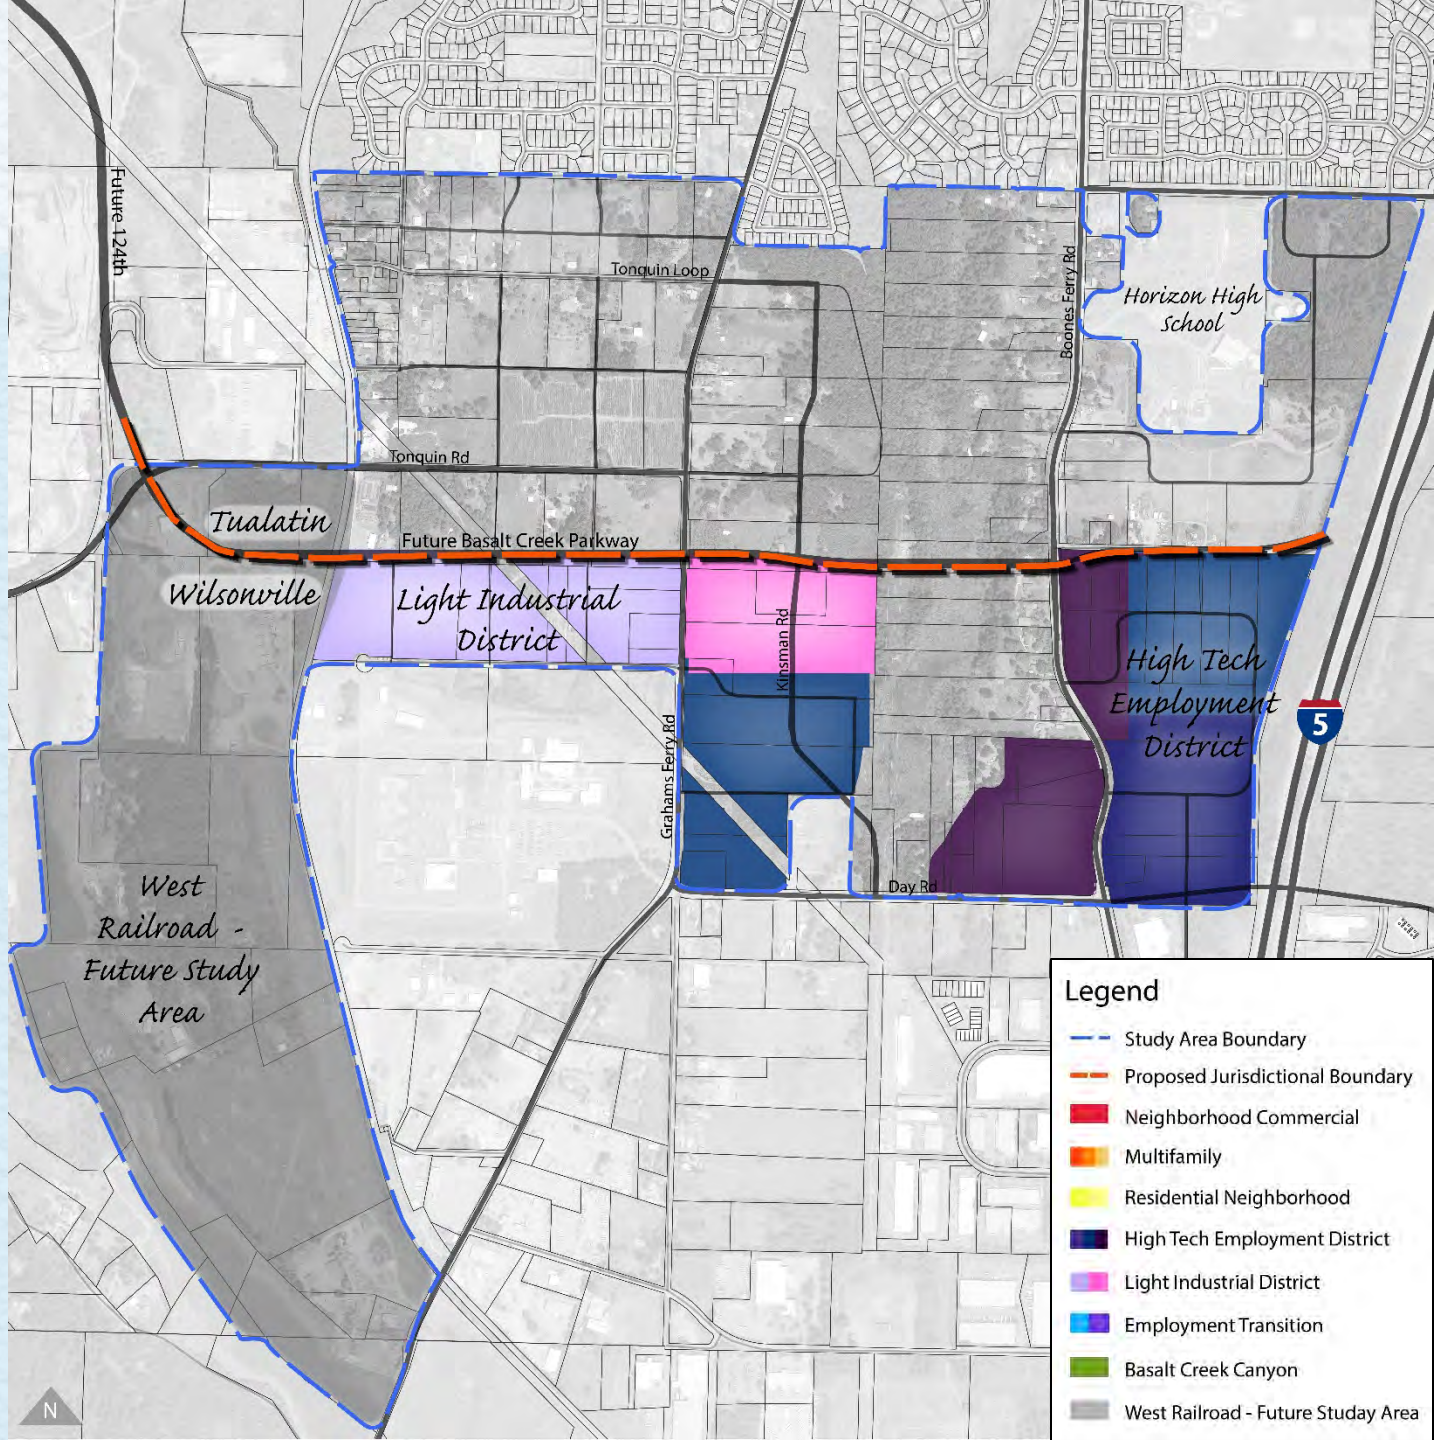 Future 124th
Tonquin Loop
Boones Ferry Rd
Horizon High
School
Tonquin Rd
Tualatin
Future Basalt Creek Parkway
Wilsonville
Light Industrial
District
Kinsman Rd
High Tech
Employment
District
5
Grahams Ferry Rd
West
Railroad -
Future Study
Area
Day Rd
Legend
Study Area Boundary
Proposed Jurisdictional Boundary
Neighborhood Commercial
Multifamily
Residential Neighborhood
High Tech Employment District
Light Industrial District
Employment Transition
Basalt Creek Canyon
West Railroad - Future Studay Area
N